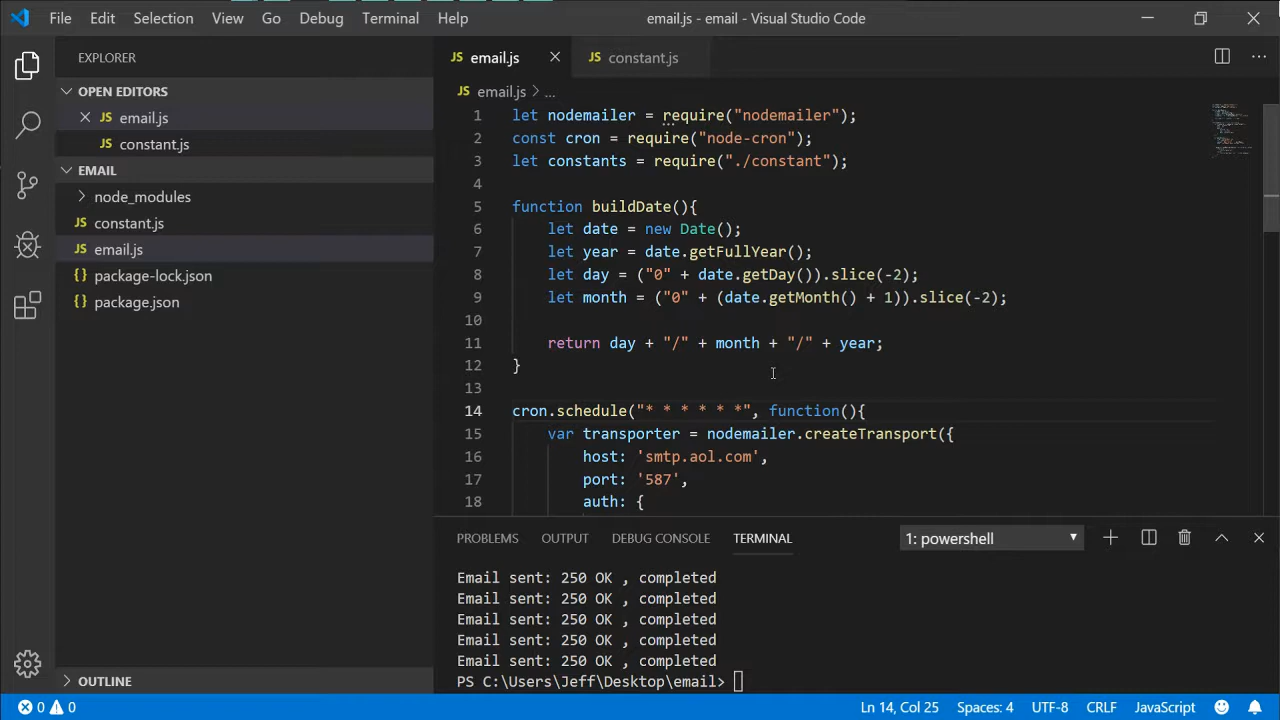 File Edit Selection View Go Debug Terminal Help email.js - email - Visual Studio Code
EXPLORER
OPEN EDITORS
email.js
JS constant.js
EMAIL
node_modules
JS constant.js
JS email.js
{} package-lock.json
{} package.json
OUTLINE
JS email.js JS constant.js
JS email.js > ...
1 let nodemailer = require("nodemailer");
2 const cron = require("node-cron");
3 let constants = require("./constant");
4
5 function buildDate(){
6 let date = new Date();
7 let year = date.getFullYear();
8 let day = ("0" + date.getDay()).slice(-2);
9 let month = ("0" + (date.getMonth() + 1)).slice(-2);
10
11 return day + "/" + month + "/" + year;
12 }
13
14 cron.schedule("* * * * * *", function(){
15 var transporter = nodemailer.createTransport({
16 host: 'smtp.aol.com',
17 port: '587',
18 auth: {
PROBLEMS OUTPUT DEBUG CONSOLE TERMINAL 1: powershell
Email sent: 250 OK , completed
Email sent: 250 OK , completed
Email sent: 250 OK , completed
Email sent: 250 OK , completed
Email sent: 250 OK , completed
PS C:\Users\Jeff\Desktop\email>
0 0 Ln 14, Col 25 Spaces: 4 UTF-8 CRLF JavaScript